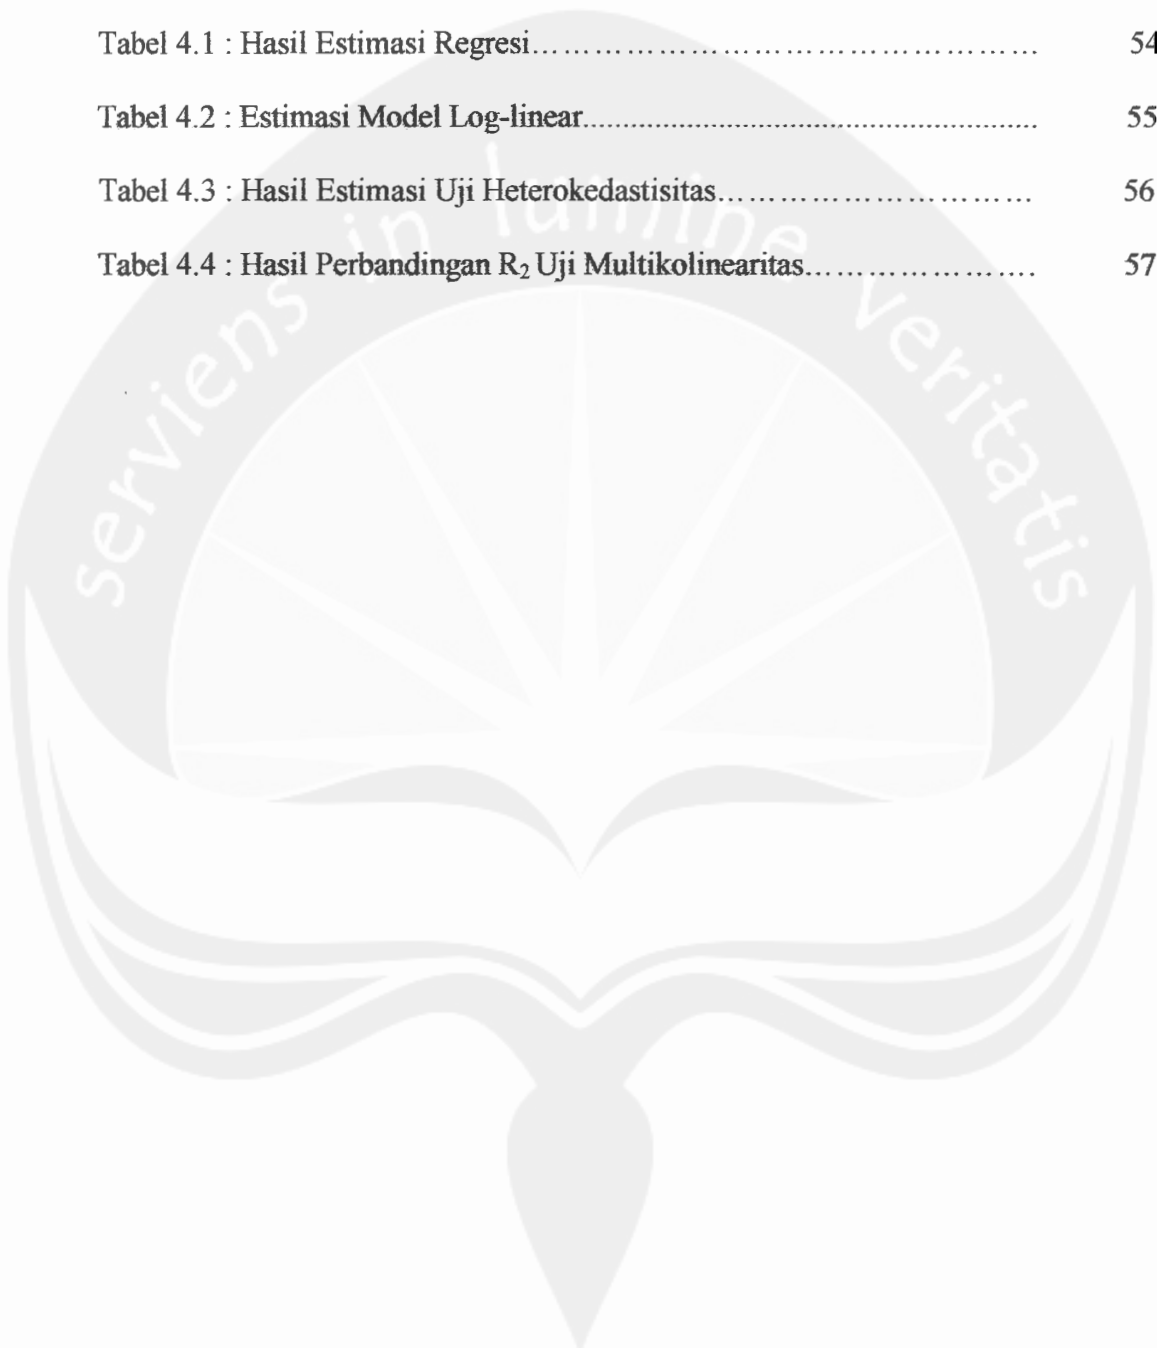 Tabel 4.1 : Hasil Estimasi Regresi……………………………………… 54
Tabel 4.2 : Estimasi Model Log-linear........................................................ 55
Tabel 4.3 : Hasil Estimasi Uji Heterokedastisitas……………………… 56
Tabel 4.4 : Hasil Perbandingan R₂ Uji Multikolinearitas………………… 57
serviens in lumine veritatis